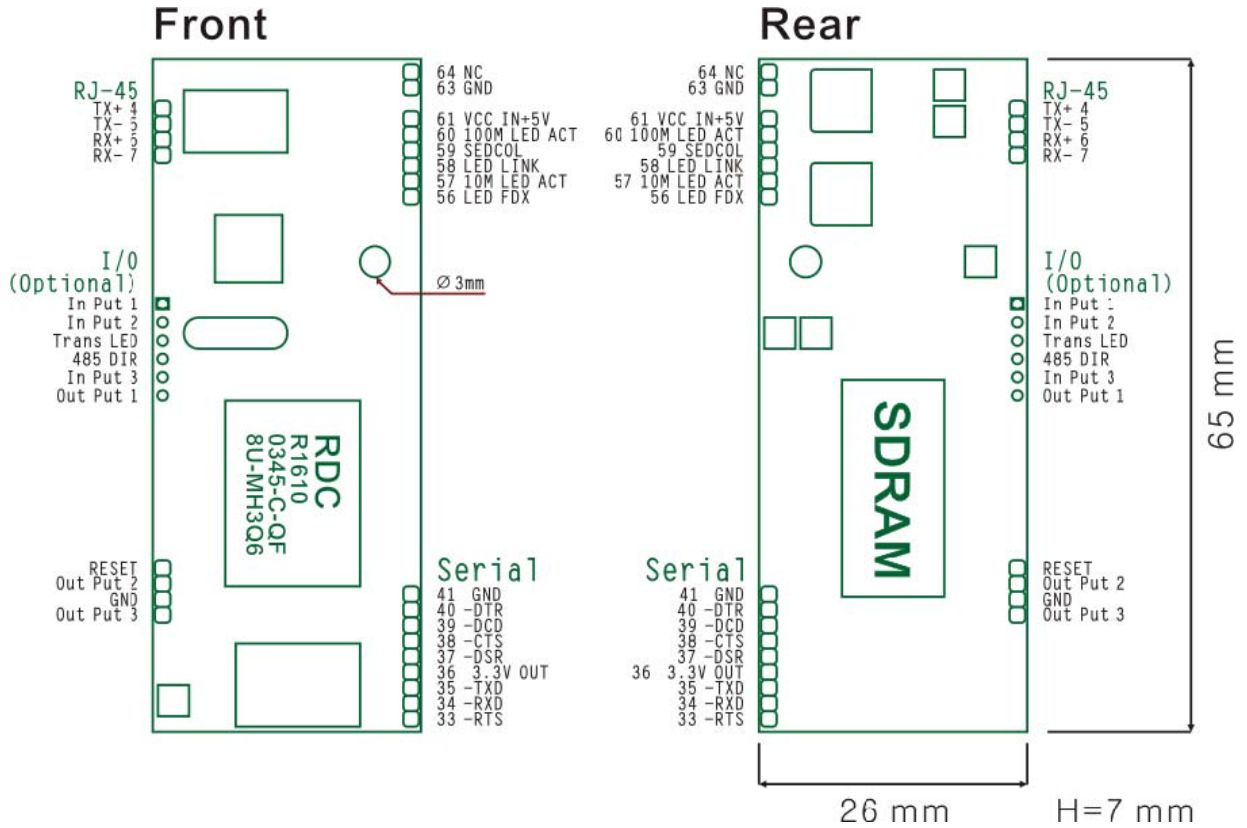 Front
RJ-45
TX+ 4
TX- 5
RX+ 6
RX- 7
I/O
(Optional)
In Put 1
In Put 2
Trans LED
485 DIR
In Put 3
Out Put 1
RESET
Out Put 2
GND
Out Put 3
RDC
R1610
0345-C-QF
8U-MH3Q6
64 NC
63 GND
61 VCC IN+5V
60 100M LED ACT
59 SEDCOL
58 LED LINK
57 10M LED ACT
56 LED FDX
Ø 3mm
Serial
41 GND
40 -DTR
39 -DCD
38 -CTS
37 -DSR
36 3.3V OUT
35 -TXD
34 -RXD
33 -RTS
Rear
64 NC
63 GND
61 VCC IN+5V
60 100M LED ACT
59 SEDCOL
58 LED LINK
57 10M LED ACT
56 LED FDX
Serial
41 GND
40 -DTR
39 -DCD
38 -CTS
37 -DSR
36 3.3V OUT
35 -TXD
34 -RXD
33 -RTS
SDRAM
RJ-45
TX+ 4
TX- 5
RX+ 6
RX- 7
I/O
(Optional)
In Put 1
In Put 2
Trans LED
485 DIR
In Put 3
Out Put 1
RESET
Out Put 2
GND
Out Put 3
65 mm
26 mm
H=7 mm